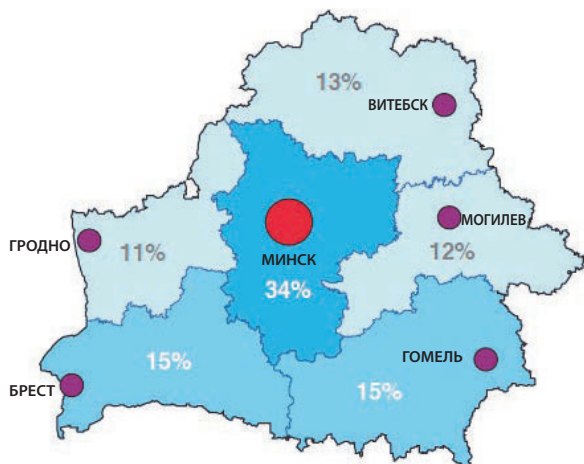 13%
ВИТЕБСК
МОГИЛЕВ
ГРОДНО
11%
12%
МИНСК
34%
15%
ГОМЕЛЬ
БРЕСТ
15%